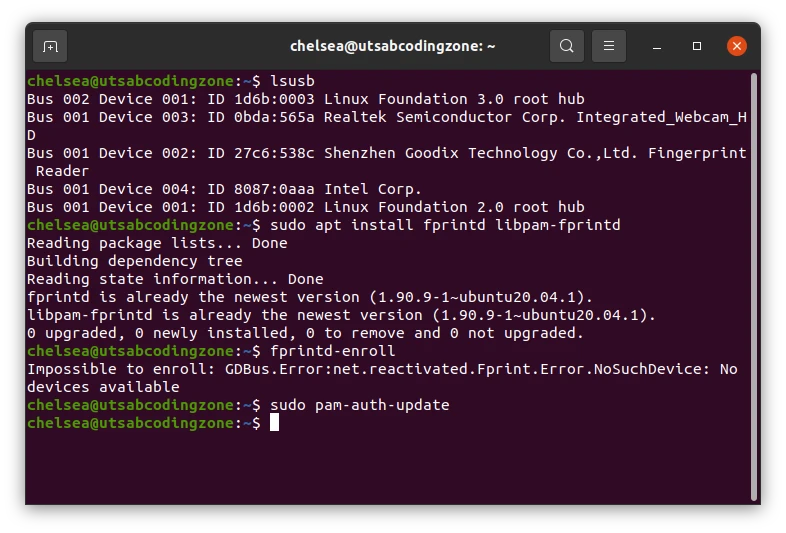 chelsea@utsabcodingzone: ~
chelsea@utsabcodingzone:~$ lsusb
Bus 002 Device 001: ID 1d6b:0003 Linux Foundation 3.0 root hub
Bus 001 Device 003: ID 0bda:565a Realtek Semiconductor Corp. Integrated_Webcam_H
D
Bus 001 Device 002: ID 27c6:538c Shenzhen Goodix Technology Co.,Ltd. Fingerprint
 Reader
Bus 001 Device 004: ID 8087:0aaa Intel Corp.
Bus 001 Device 001: ID 1d6b:0002 Linux Foundation 2.0 root hub
chelsea@utsabcodingzone:~$ sudo apt install fprintd libpam-fprintd
Reading package lists... Done
Building dependency tree
Reading state information... Done
fprintd is already the newest version (1.90.9-1~ubuntu20.04.1).
libpam-fprintd is already the newest version (1.90.9-1~ubuntu20.04.1).
0 upgraded, 0 newly installed, 0 to remove and 0 not upgraded.
chelsea@utsabcodingzone:~$ fprintd-enroll
Impossible to enroll: GDBus.Error:net.reactivated.Fprint.Error.NoSuchDevice: No
devices available
chelsea@utsabcodingzone:~$ sudo pam-auth-update
chelsea@utsabcodingzone:~$